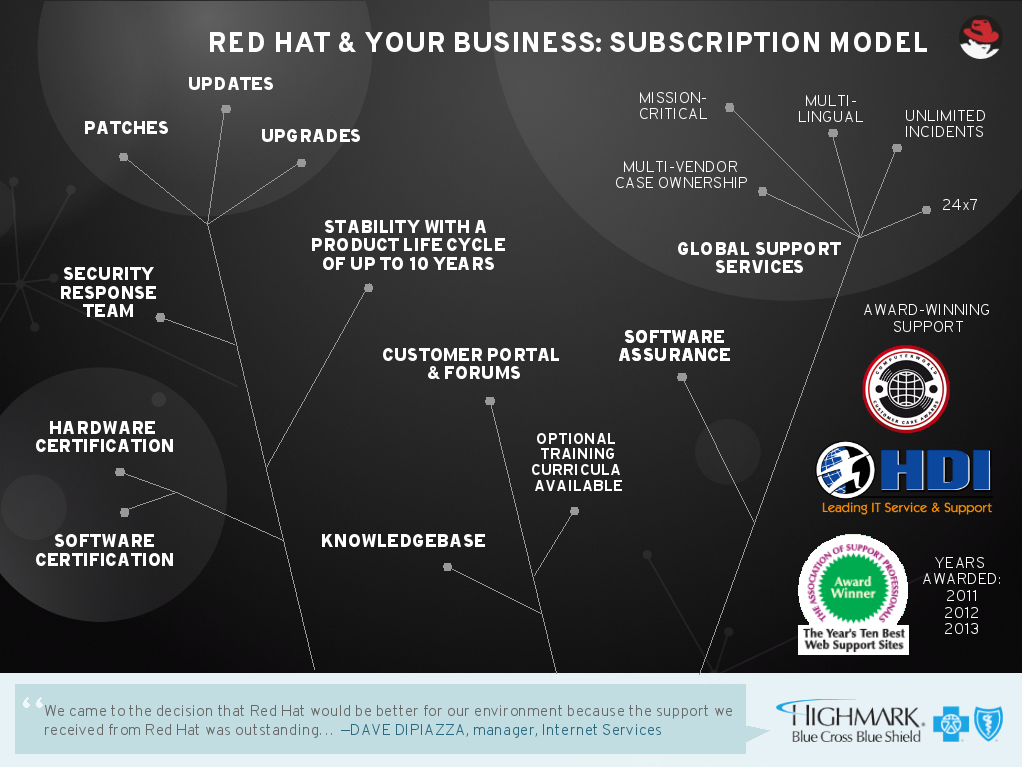 RED HAT & YOUR BUSINESS: SUBSCRIPTION MODEL
UPDATES
PATCHES
UPGRADES
MISSION-
CRITICAL
MULTI-
LINGUAL
UNLIMITED
INCIDENTS
MULTI-VENDOR
CASE OWNERSHIP
24x7
STABILITY WITH A
PRODUCT LIFE CYCLE
OF UP TO 10 YEARS
GLOBAL SUPPORT
SERVICES
SECURITY
RESPONSE
TEAM
AWARD-WINNING
SUPPORT
CUSTOMER PORTAL
& FORUMS
SOFTWARE
ASSURANCE
COMPUTERWORLD
CUSTOMER CARE AWARDS
HARDWARE
CERTIFICATION
OPTIONAL
TRAINING
CURRICULA
AVAILABLE
HDI
Leading IT Service & Support
SOFTWARE
CERTIFICATION
KNOWLEDGEBASE
THE ASSOCIATION OF SUPPORT PROFESSIONALS
Award
Winner
The Year's Ten Best
Web Support Sites
YEARS
AWARDED:
2011
2012
2013
“We came to the decision that Red Hat would be better for our environment because the support we
received from Red Hat was outstanding... —DAVE DIPIAZZA, manager, Internet Services
HIGHMARK®
Blue Cross Blue Shield